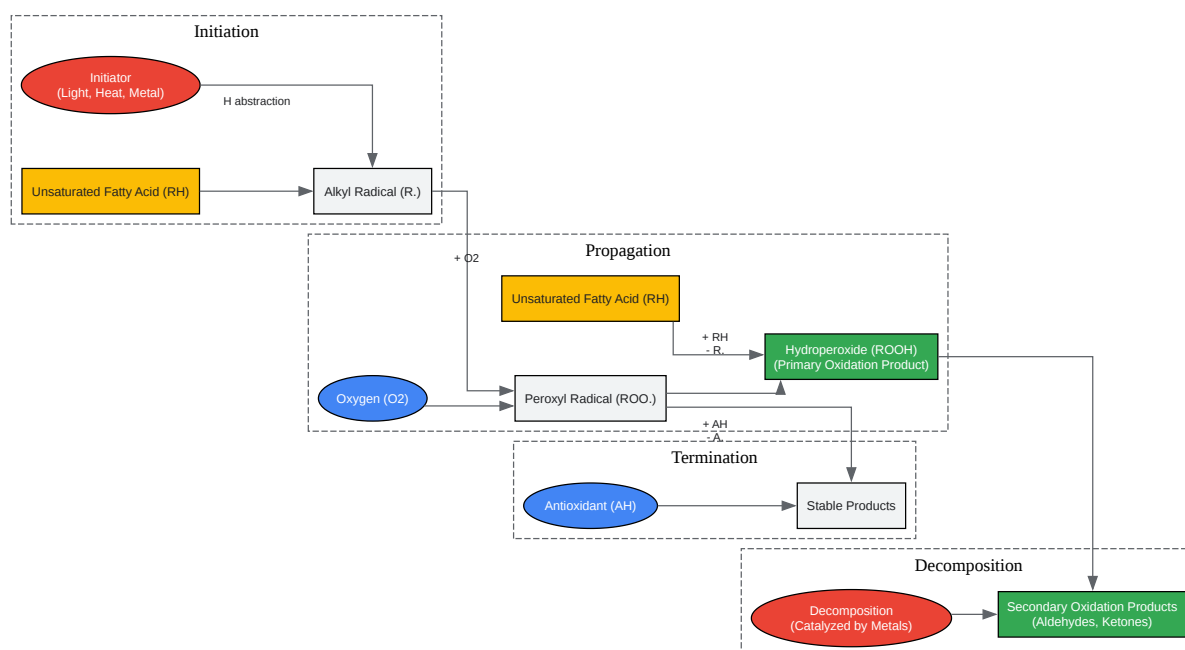 Initiation
Initiator
(Light, Heat, Metal)
H abstraction
Unsaturated Fatty Acid (RH)
Alkyl Radical (R.)
Propagation
+ O2
Unsaturated Fatty Acid (RH)
+ RH
- R.
Hydroperoxide (ROOH)
(Primary Oxidation Product)
Oxygen (O2)
Peroxyl Radical (ROO.)
+ AH
- A.
Termination
Antioxidant (AH)
Stable Products
Decomposition
Decomposition
(Catalyzed by Metals)
Secondary Oxidation Products
(Aldehydes, Ketones)